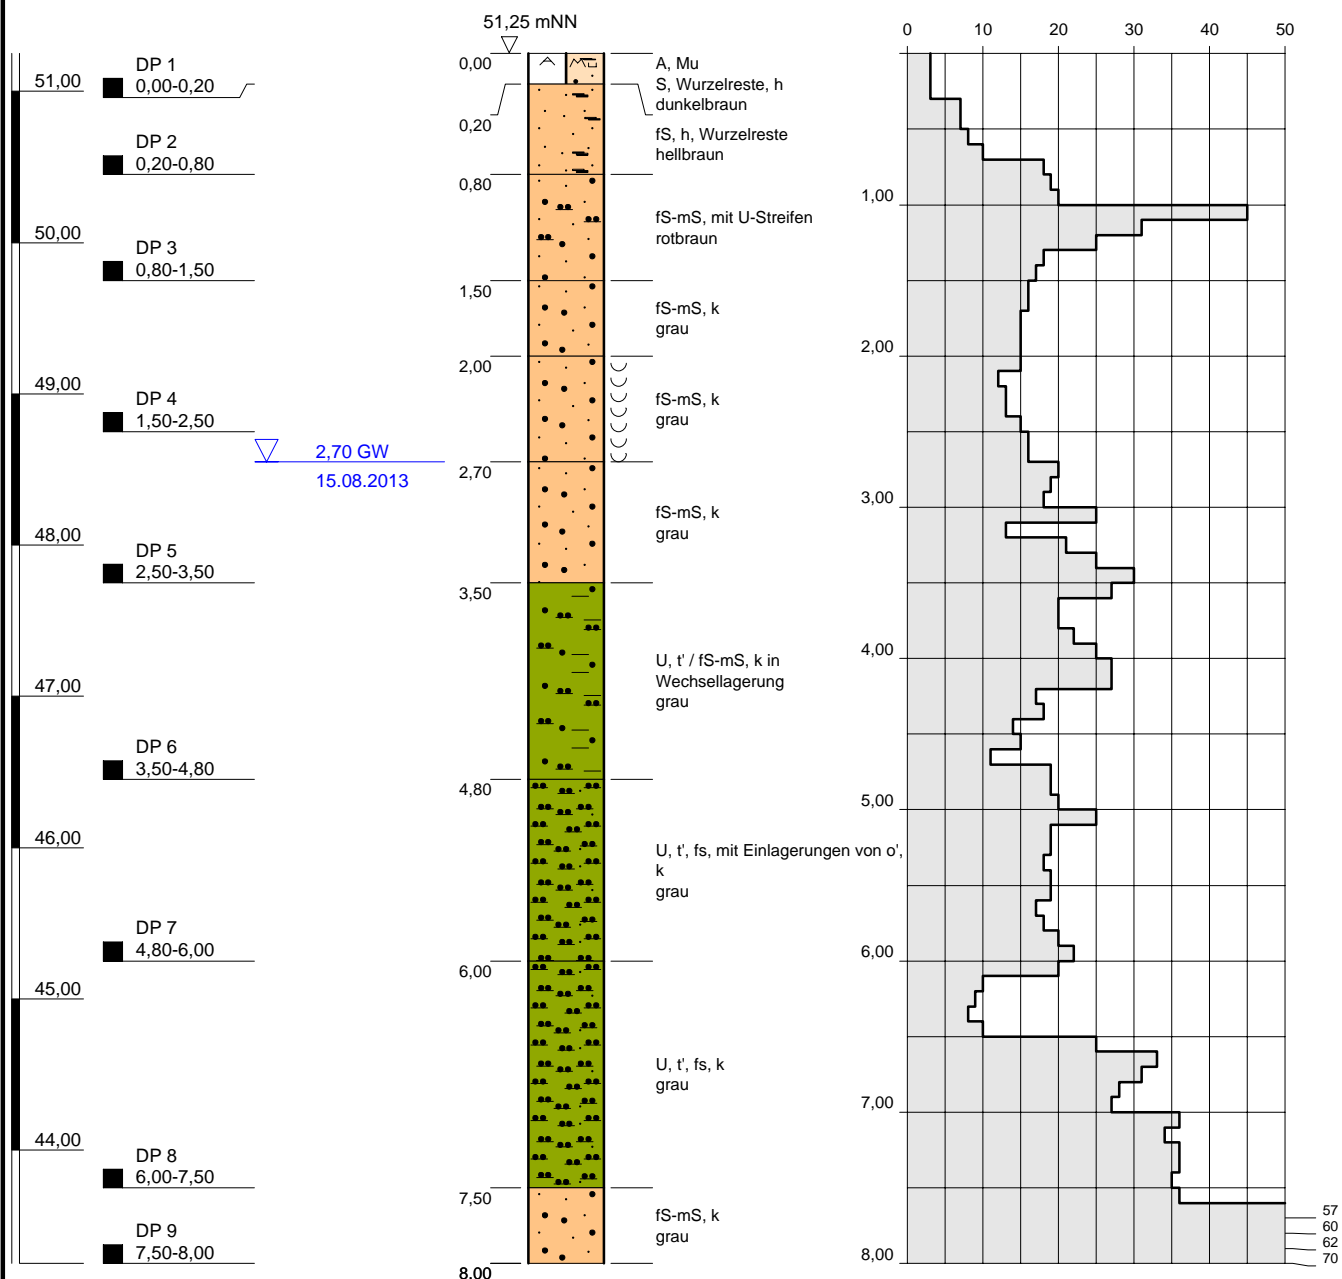 51,25 mNN
51,00
50,00
49,00
48,00
47,00
46,00
45,00
44,00
DP 1
0,00-0,20
DP 2
0,20-0,80
DP 3
0,80-1,50
DP 4
1,50-2,50
DP 5
2,50-3,50
DP 6
3,50-4,80
DP 7
4,80-6,00
DP 8
6,00-7,50
DP 9
7,50-8,00
2,70 GW
15.08.2013
0,00
0,20
0,80
1,50
2,00
2,70
3,50
4,80
6,00
7,50
8,00
A, Mu
S, Wurzelreste, h
dunkelbraun
fS, h, Wurzelreste
hellbraun
fS-mS, mit U-Streifen
rotbraun
fS-mS, k
grau
fS-mS, k
grau
fS-mS, k
grau
U, t' / fS-mS, k in
Wechsellagerung
grau
U, t', fs, mit Einlagerungen von o',
k
grau
U, t', fs, k
grau
fS-mS, k
grau
0 10 20 30 40 50
1,00
2,00
3,00
4,00
5,00
6,00
7,00
8,00
57
60
62
70